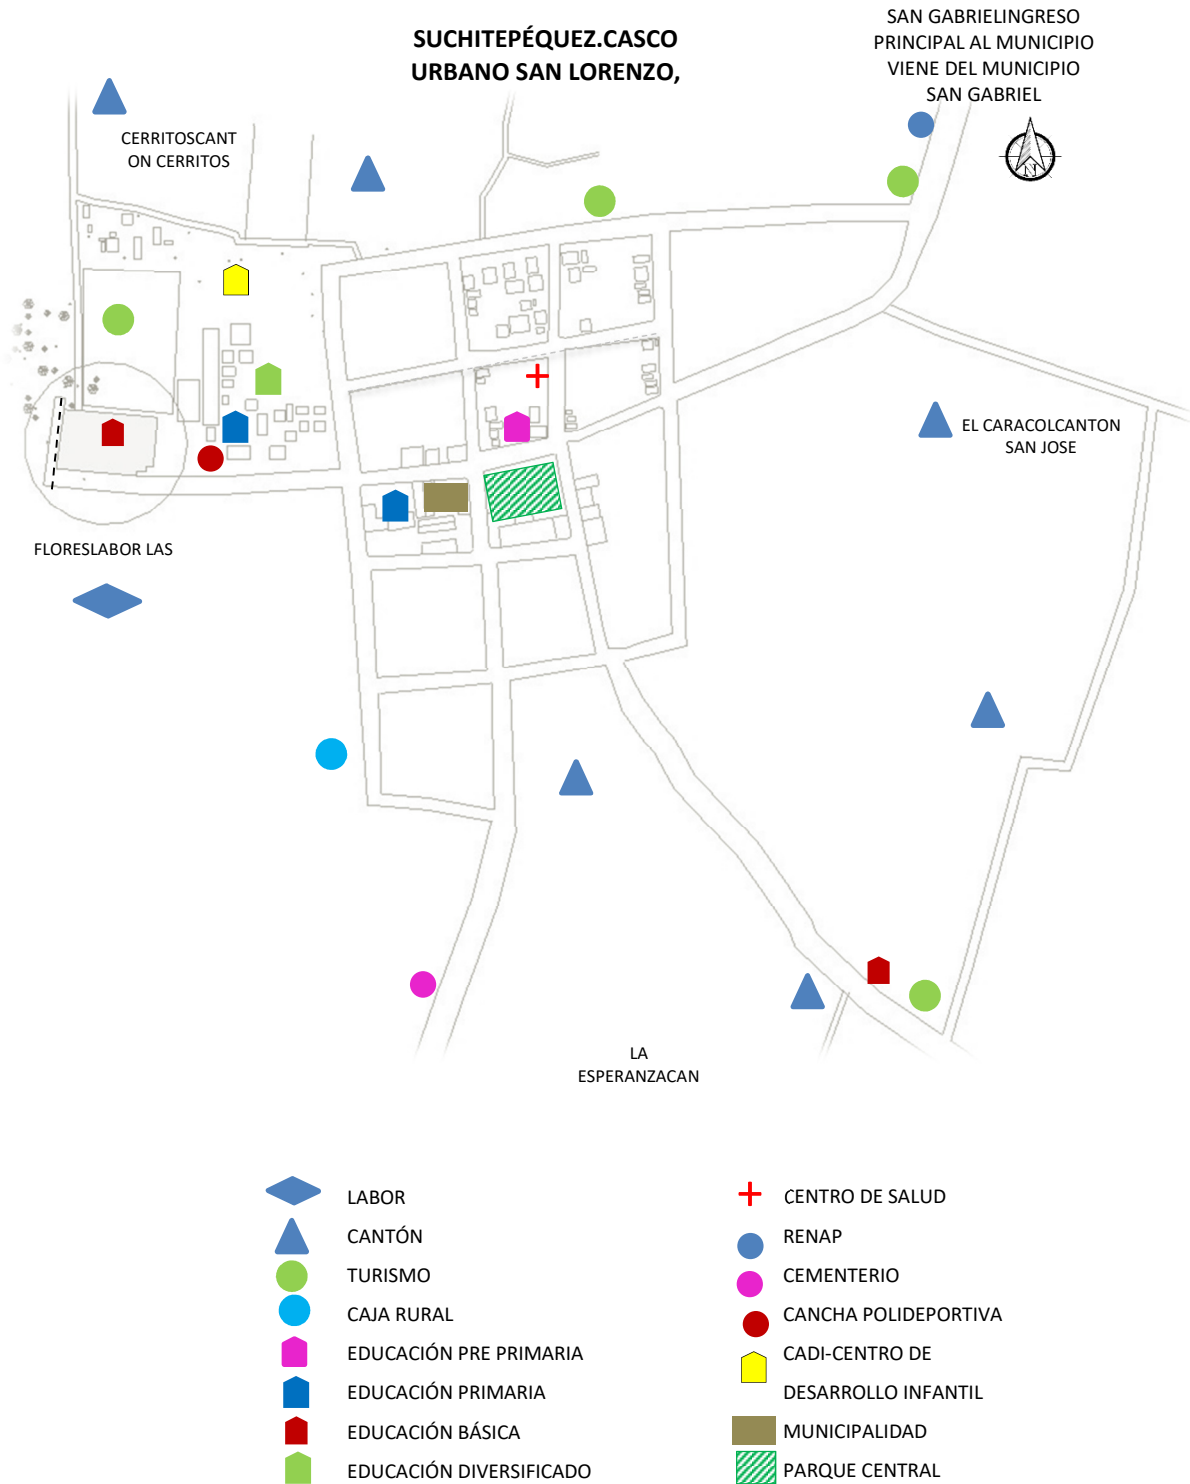 SUCHITEPÉQUEZ.CASCO
URBANO SAN LORENZO,
SAN GABRIELINGRESO
PRINCIPAL AL MUNICIPIO
VIENE DEL MUNICIPIO
SAN GABRIEL
N
CERRITOSCANT
ON CERRITOS
EL CARACOLCANTON
SAN JOSE
FLORESLABOR LAS
LA
ESPERANZACAN
LABOR
CANTÓN
TURISMO
CAJA RURAL
EDUCACIÓN PRE PRIMARIA
EDUCACIÓN PRIMARIA
EDUCACIÓN BÁSICA
EDUCACIÓN DIVERSIFICADO
CENTRO DE SALUD
RENAP
CEMENTERIO
CANCHA POLIDEPORTIVA
CADI-CENTRO DE
DESARROLLO INFANTIL
MUNICIPALIDAD
PARQUE CENTRAL